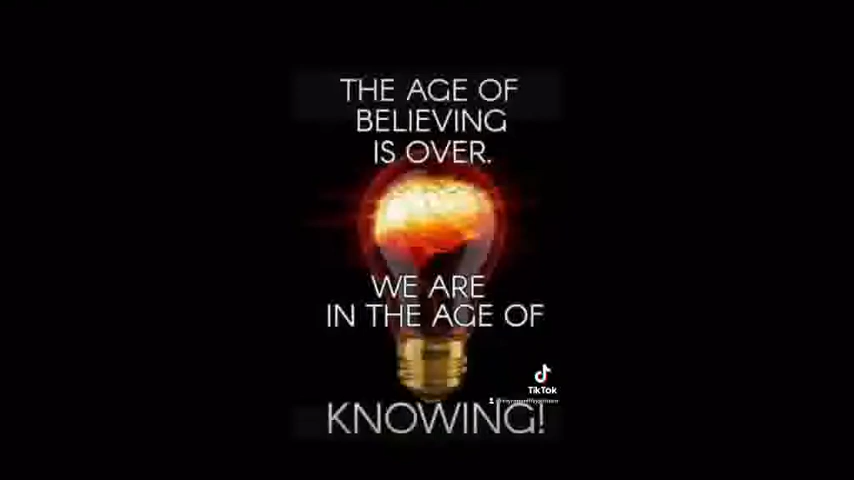 THE AGE OF
BELIEVING
IS OVER.
WE ARE
IN THE AGE OF
TikTok
KNOWING!